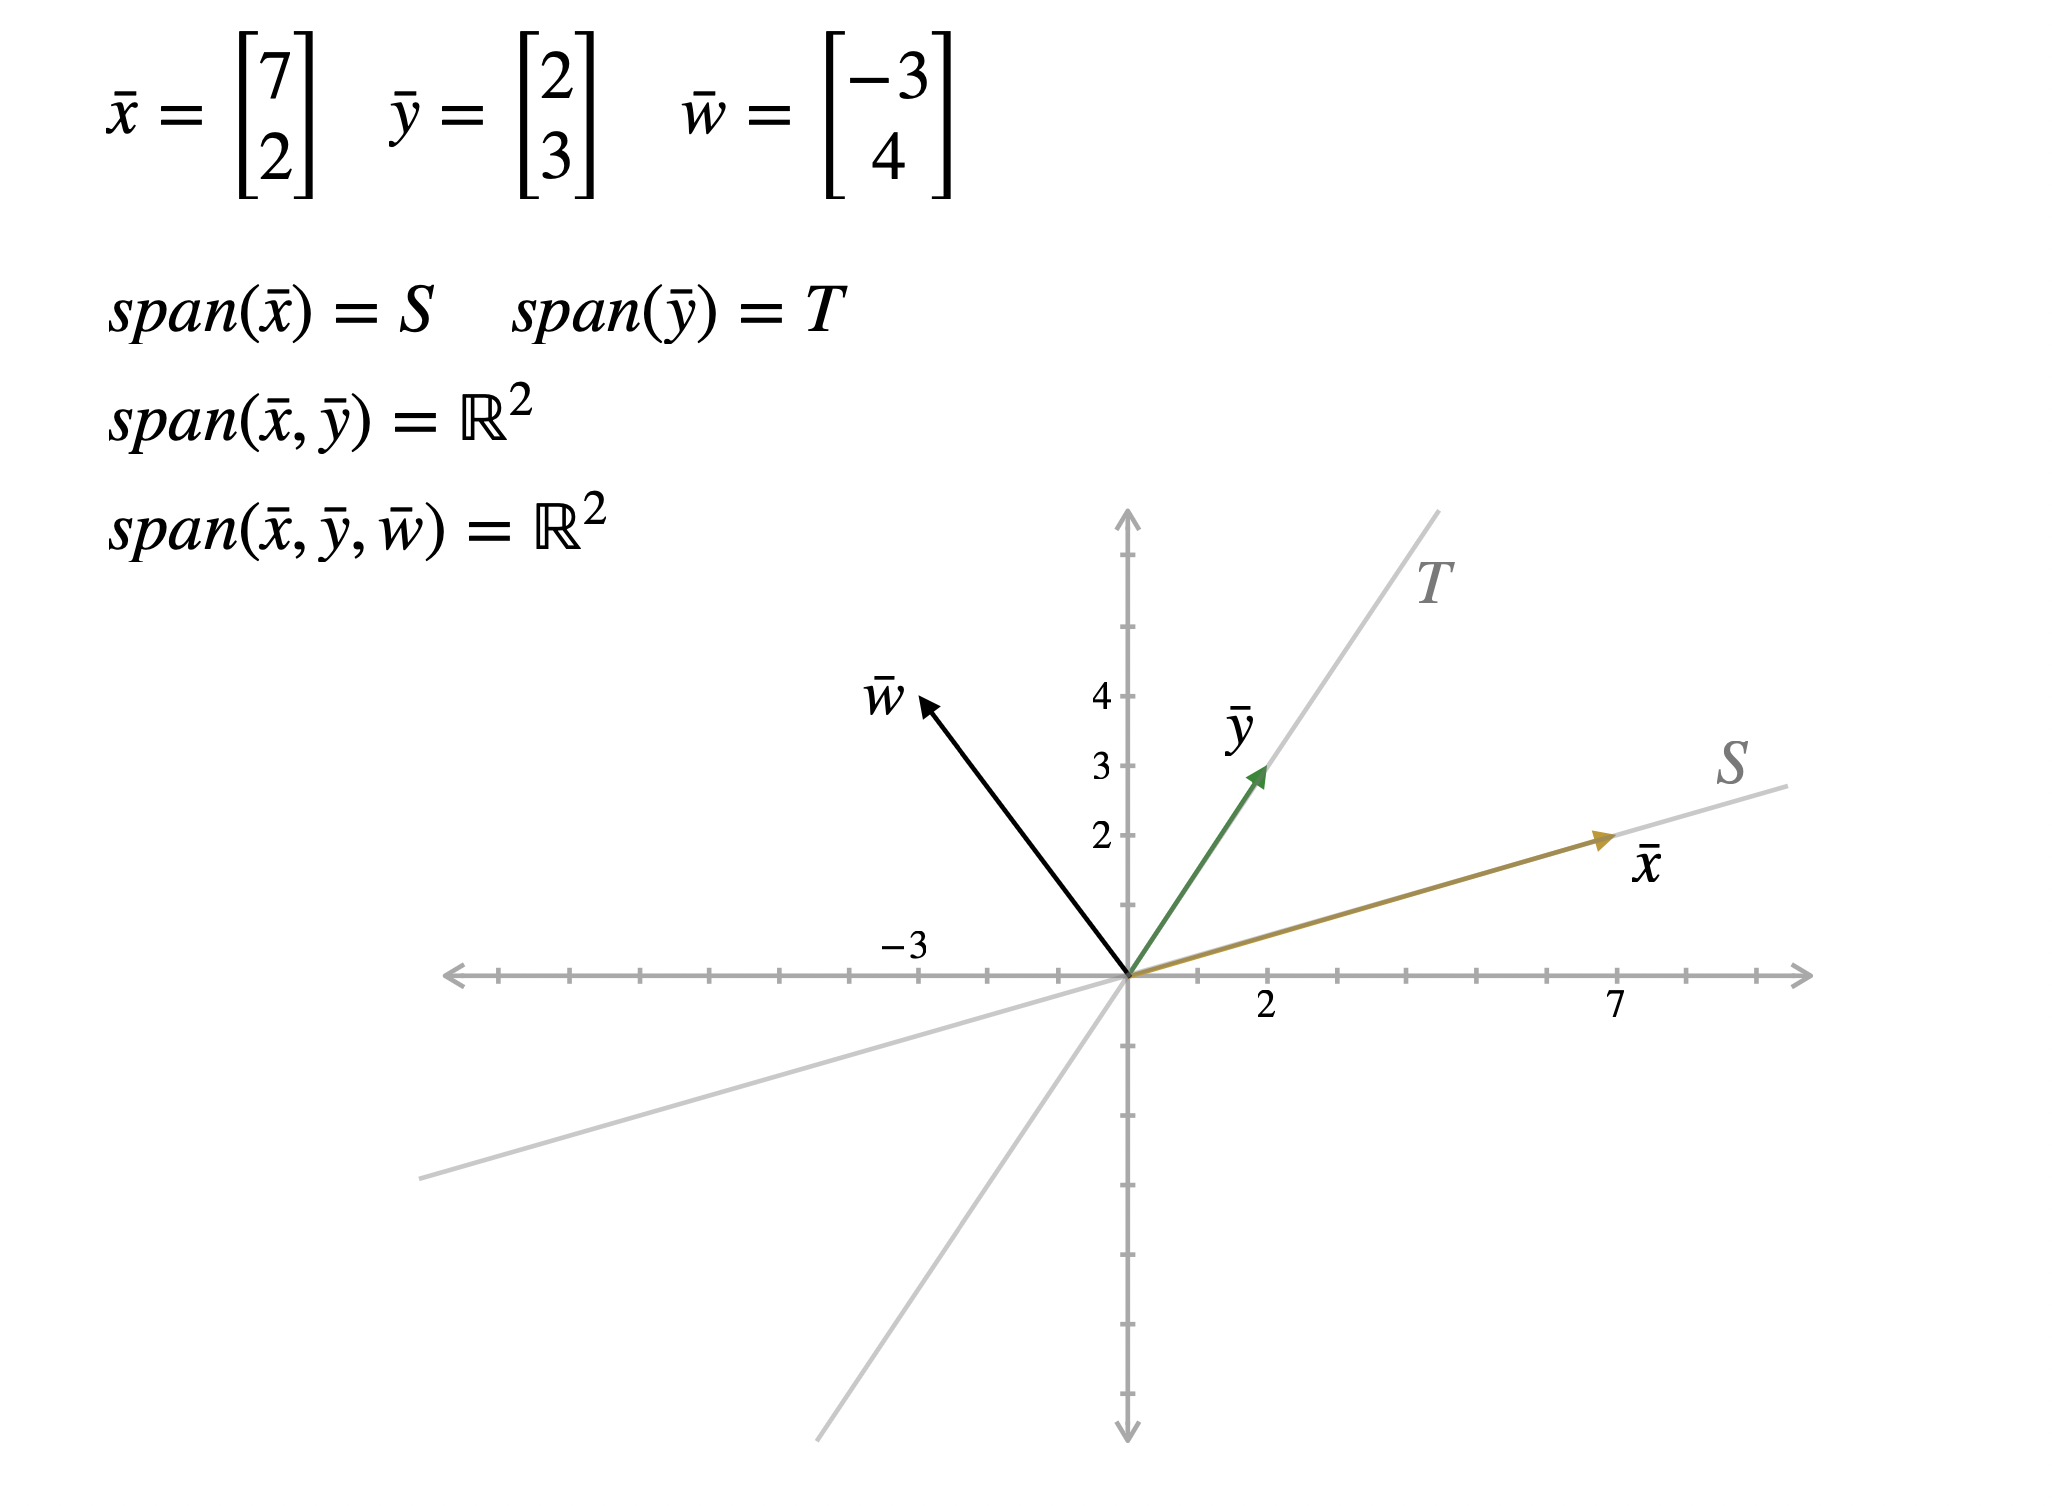 x̄ = [7 2] ȳ = [2 3] w̄ = [−3 4]
span(x̄) = S span(ȳ) = T
span(x̄, ȳ) = ℝ²
span(x̄, ȳ, w̄) = ℝ²
T
w̄
4
ȳ
3
S
2
x̄
−3
2 7